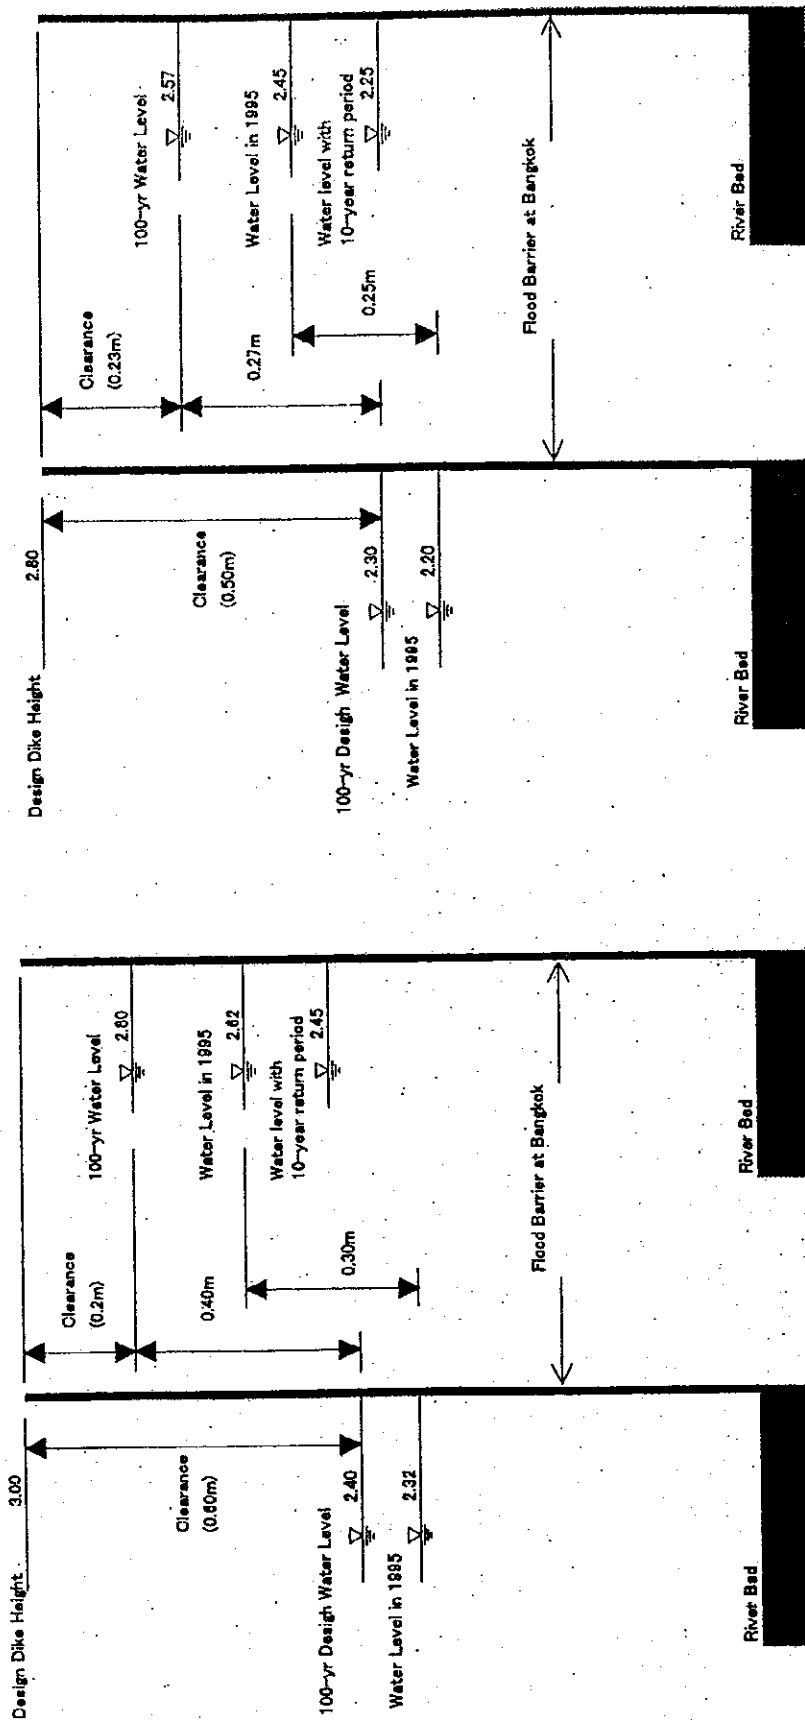 Design Dike Height
3.00
Clearance
(0.60m)
100-yr Desigh Water Level
2.40
Water Level in 1995
2.32
River Bed
Clearance
(0.2m)
0.40m
0.30m
100-yr Water Level
2.80
Water Level in 1995
2.62
Water level with
10-year return period
2.45
Flood Barrier at Bangkok
River Bed
Design Dike Height
2.80
Clearance
(0.50m)
100-yr Desigh Water Level
2.30
Water Level in 1995
2.20
River Bed
Clearance
(0.23m)
0.27m
0.25m
100-yr Water Level
2.57
Water Level in 1995
2.45
Water level with
10-year return period
2.25
Flood Barrier at Bangkok
River Bed